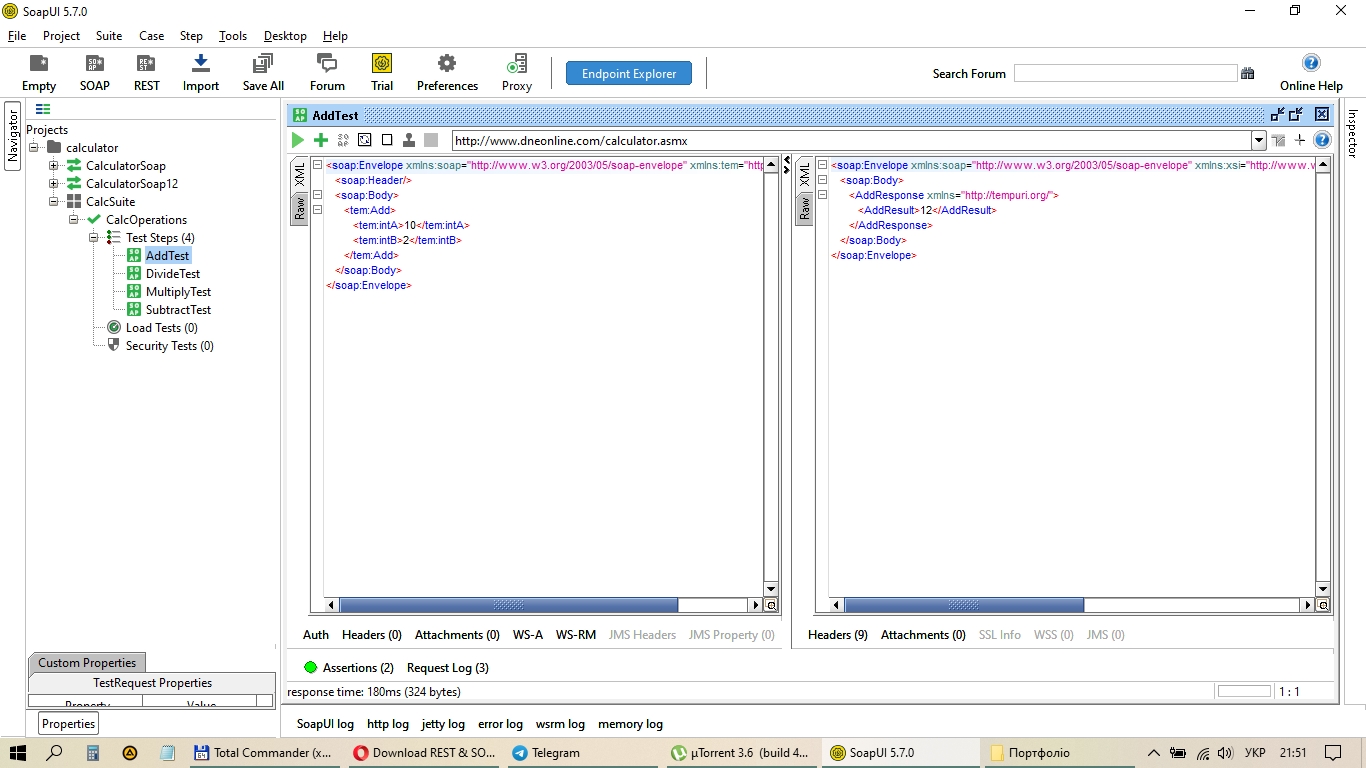 SoapUI 5.7.0
File Project Suite Case Step Tools Desktop Help
Empty SOAP REST Import Save All Forum Trial Preferences Proxy Endpoint Explorer Search Forum Online Help
Navigator
Projects
calculator
CalculatorSoap
CalculatorSoap12
CalcSuite
CalcOperations
Test Steps (4)
AddTest
DivideTest
MultiplyTest
SubtractTest
Load Tests (0)
Security Tests (0)
Custom Properties
TestRequest Properties
Property Value
Properties
AddTest
http://www.dneonline.com/calculator.asmx
XML
Raw
<soap:Envelope xmlns:soap="http://www.w3.org/2003/05/soap-envelope" xmlns:tem="http
<soap:Header/>
<soap:Body>
<tem:Add>
<tem:intA>10</tem:intA>
<tem:intB>2</tem:intB>
</tem:Add>
</soap:Body>
</soap:Envelope>
Auth Headers (0) Attachments (0) WS-A WS-RM JMS Headers JMS Property (0)
XML
Raw
<soap:Envelope xmlns:soap="http://www.w3.org/2003/05/soap-envelope" xmlns:xsi="http://www.w
<soap:Body>
<AddResponse xmlns="http://tempuri.org/">
<AddResult>12</AddResult>
</AddResponse>
</soap:Body>
</soap:Envelope>
Headers (9) Attachments (0) SSL Info WSS (0) JMS (0)
Inspector
Assertions (2) Request Log (3)
response time: 180ms (324 bytes) 1 : 1
SoapUI log http log jetty log error log wsrm log memory log
Total Commander (x... Download REST & SO... Telegram µTorrent 3.6 (build 4... SoapUI 5.7.0 Портфоліо УКР 21:51